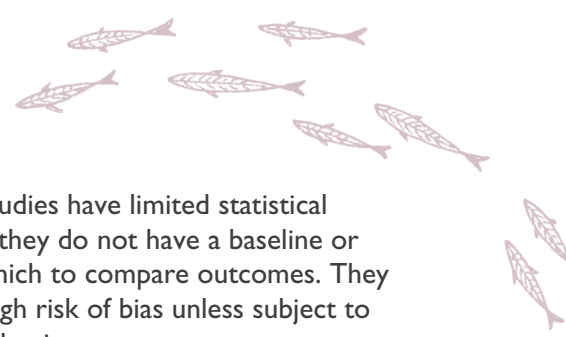 udies have limited statistical
they do not have a baseline or
hich to compare outcomes. They
gh risk of bias unless subject to